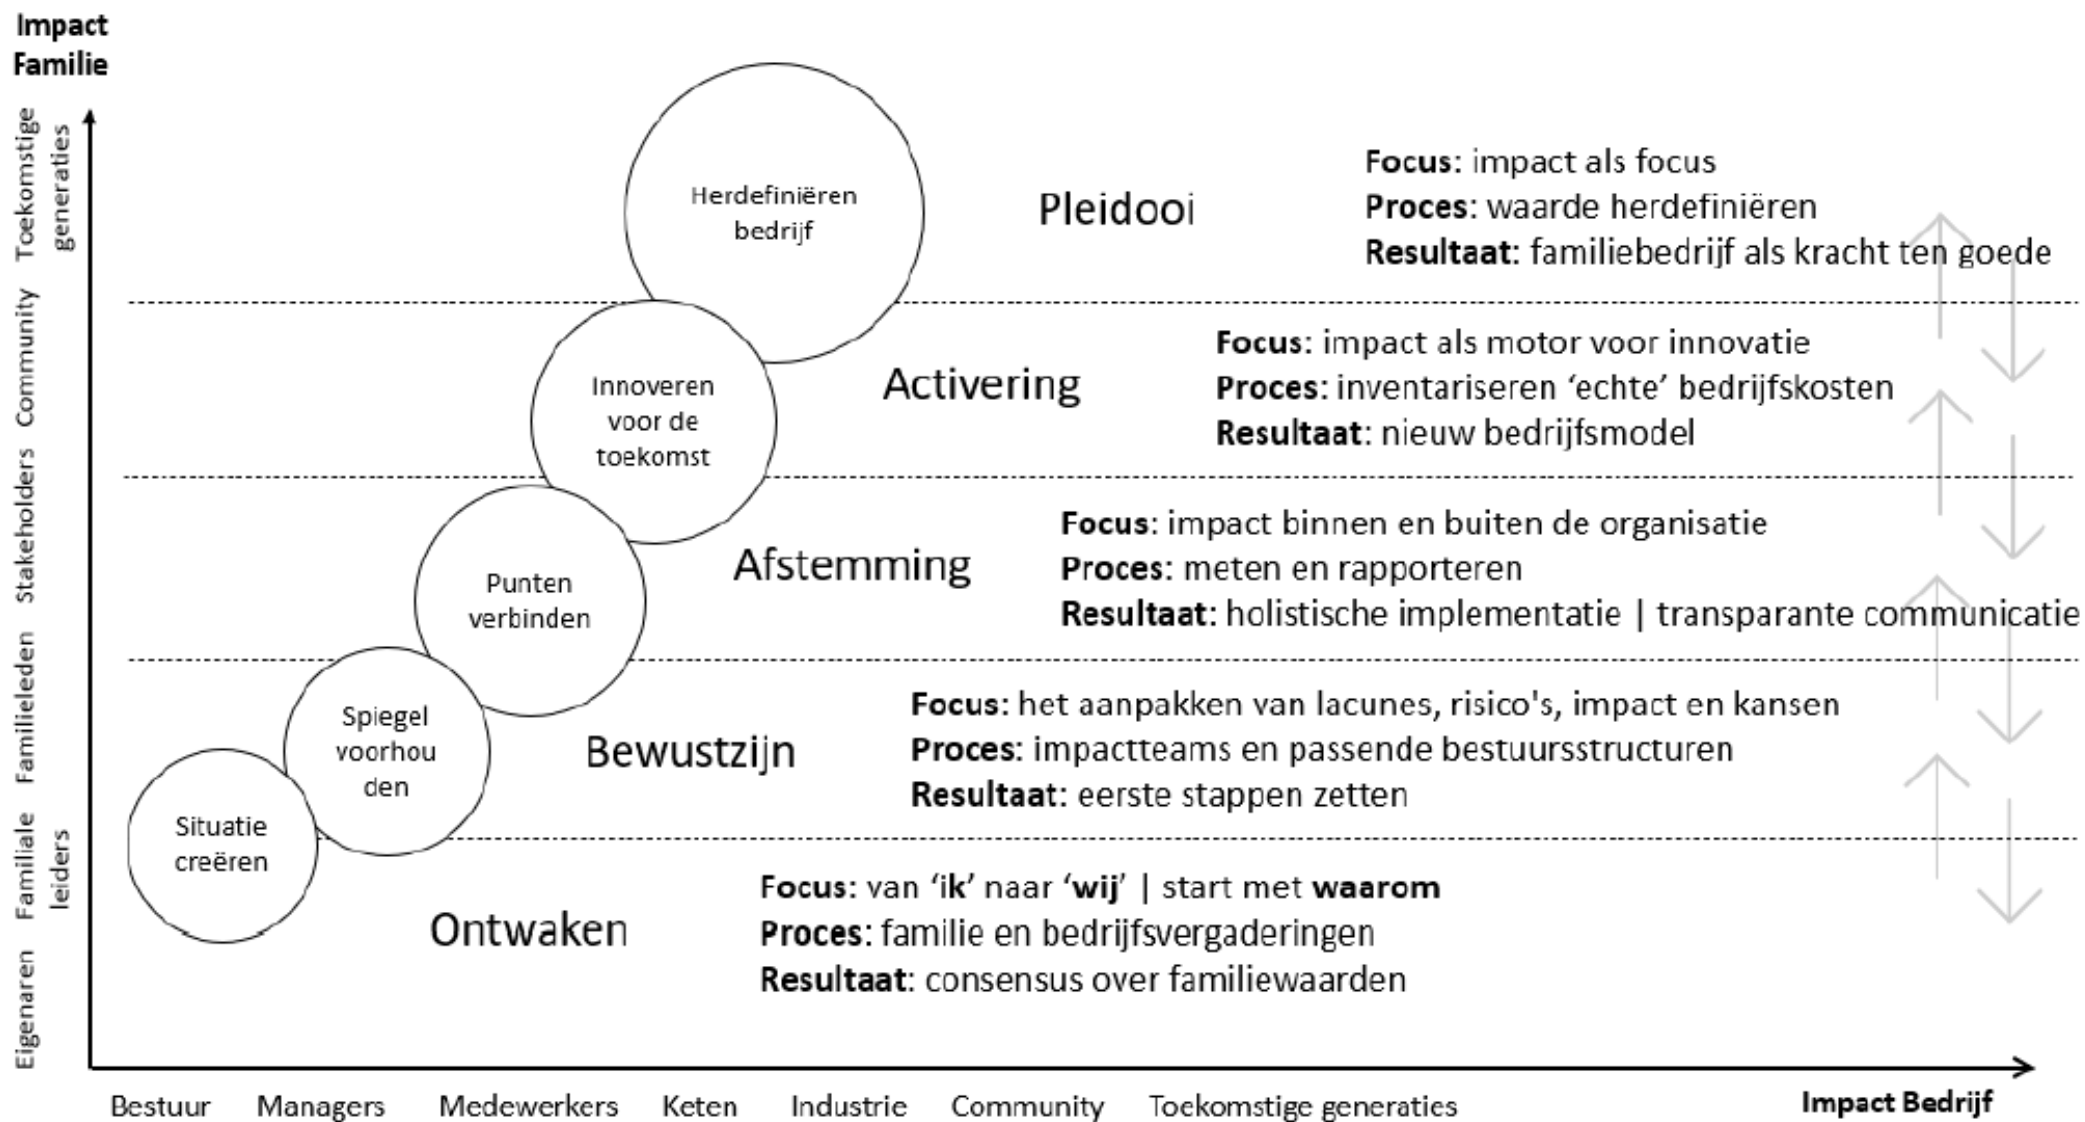 Impact
Familie
Toekomstige
generaties
Community
Stakeholders
Familieleden
Familiale
leiders
Eigenaren
Herdefiniëren
bedrijf
Pleidooi
Focus: impact als focus
Proces: waarde herdefiniëren
Resultaat: familiebedrijf als kracht ten goede
Innoveren
voor de
toekomst
Activering
Focus: impact als motor voor innovatie
Proces: inventariseren ‘echte’ bedrijfskosten
Resultaat: nieuw bedrijfsmodel
Punten
verbinden
Afstemming
Focus: impact binnen en buiten de organisatie
Proces: meten en rapporteren
Resultaat: holistische implementatie | transparante communicatie
Spiegel
voorhou
den
Bewustzijn
Focus: het aanpakken van lacunes, risico's, impact en kansen
Proces: impactteams en passende bestuursstructuren
Resultaat: eerste stappen zetten
Situatie
creëren
Ontwaken
Focus: van ‘ik’ naar ‘wij’ | start met waarom
Proces: familie en bedrijfsvergaderingen
Resultaat: consensus over familiewaarden
Bestuur Managers Medewerkers Keten Industrie Community Toekomstige generaties Impact Bedrijf